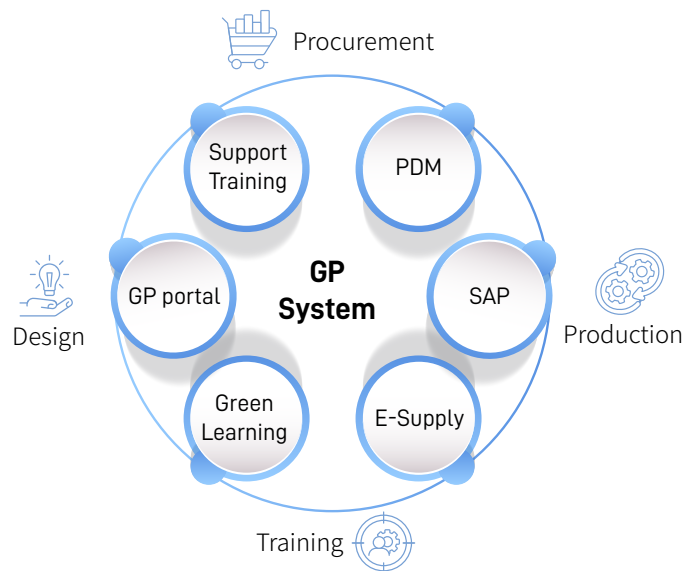 Procurement
Support
Training
PDM
GP
System
GP portal
SAP
Design
Production
Green
Learning
E-Supply
Training